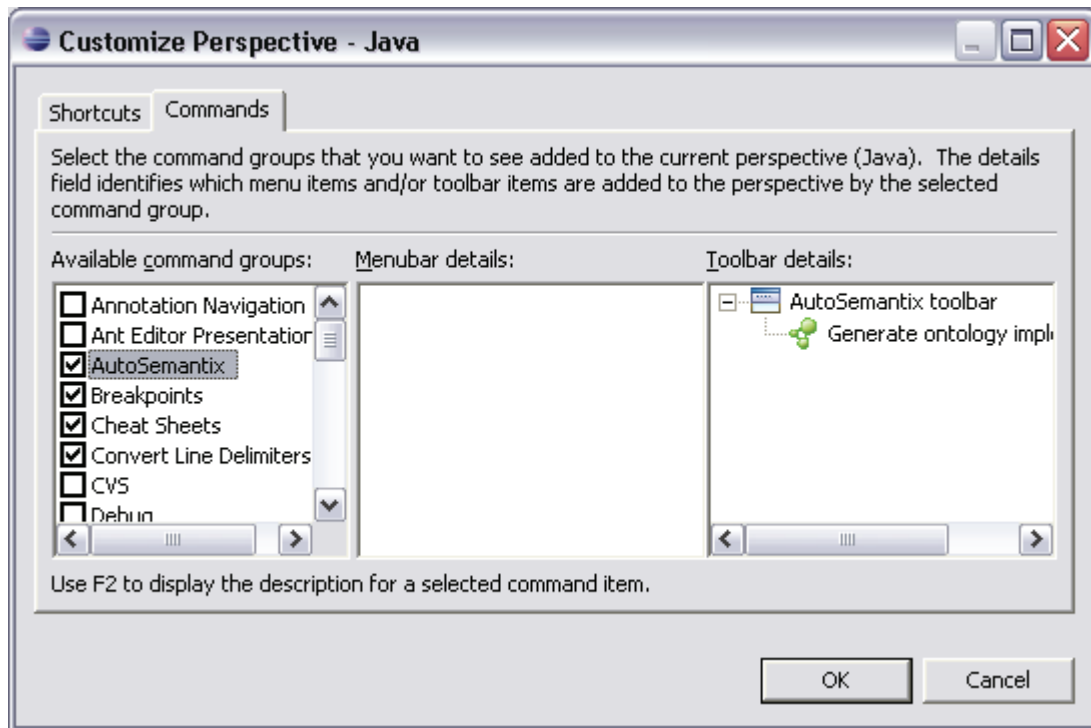 Customize Perspective - Java
Shortcuts
Commands
Select the command groups that you want to see added to the current perspective (Java). The details
field identifies which menu items and/or toolbar items are added to the perspective by the selected
command group.
Available command groups:
Menubar details:
Toolbar details:
Annotation Navigation
Ant Editor Presentation
AutoSemantix
Breakpoints
Cheat Sheets
Convert Line Delimiters
CVS
Debug
AutoSemantix toolbar
Generate ontology imple
Use F2 to display the description for a selected command item.
OK
Cancel